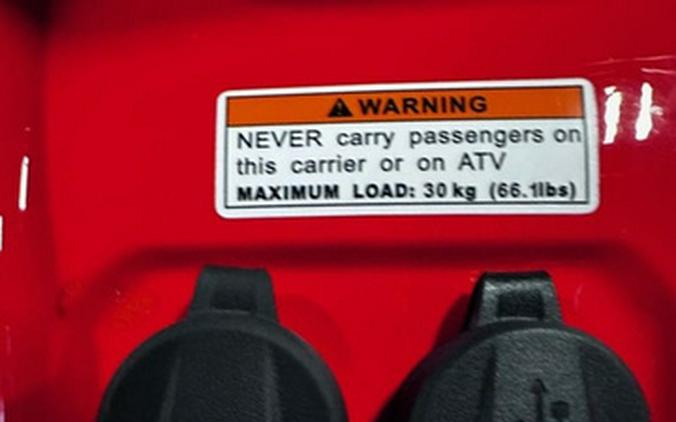 ⚠ WARNING
NEVER carry passengers on
this carrier or on ATV
MAXIMUM LOAD: 30 kg (66.1lbs)